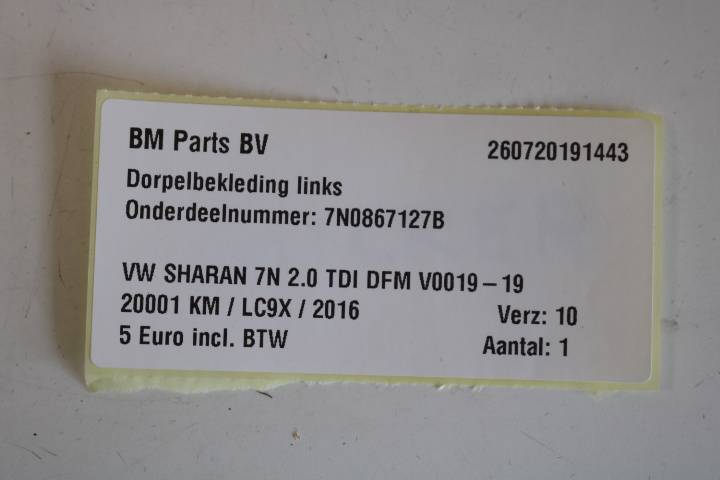 BM Parts BV 260720191443
Dorpelbekleding links
Onderdeelnummer: 7N0867127B
VW SHARAN 7N 2.0 TDI DFM V0019-19
20001 KM / LC9X / 2016 Verz: 10
5 Euro incl. BTW Aantal: 1